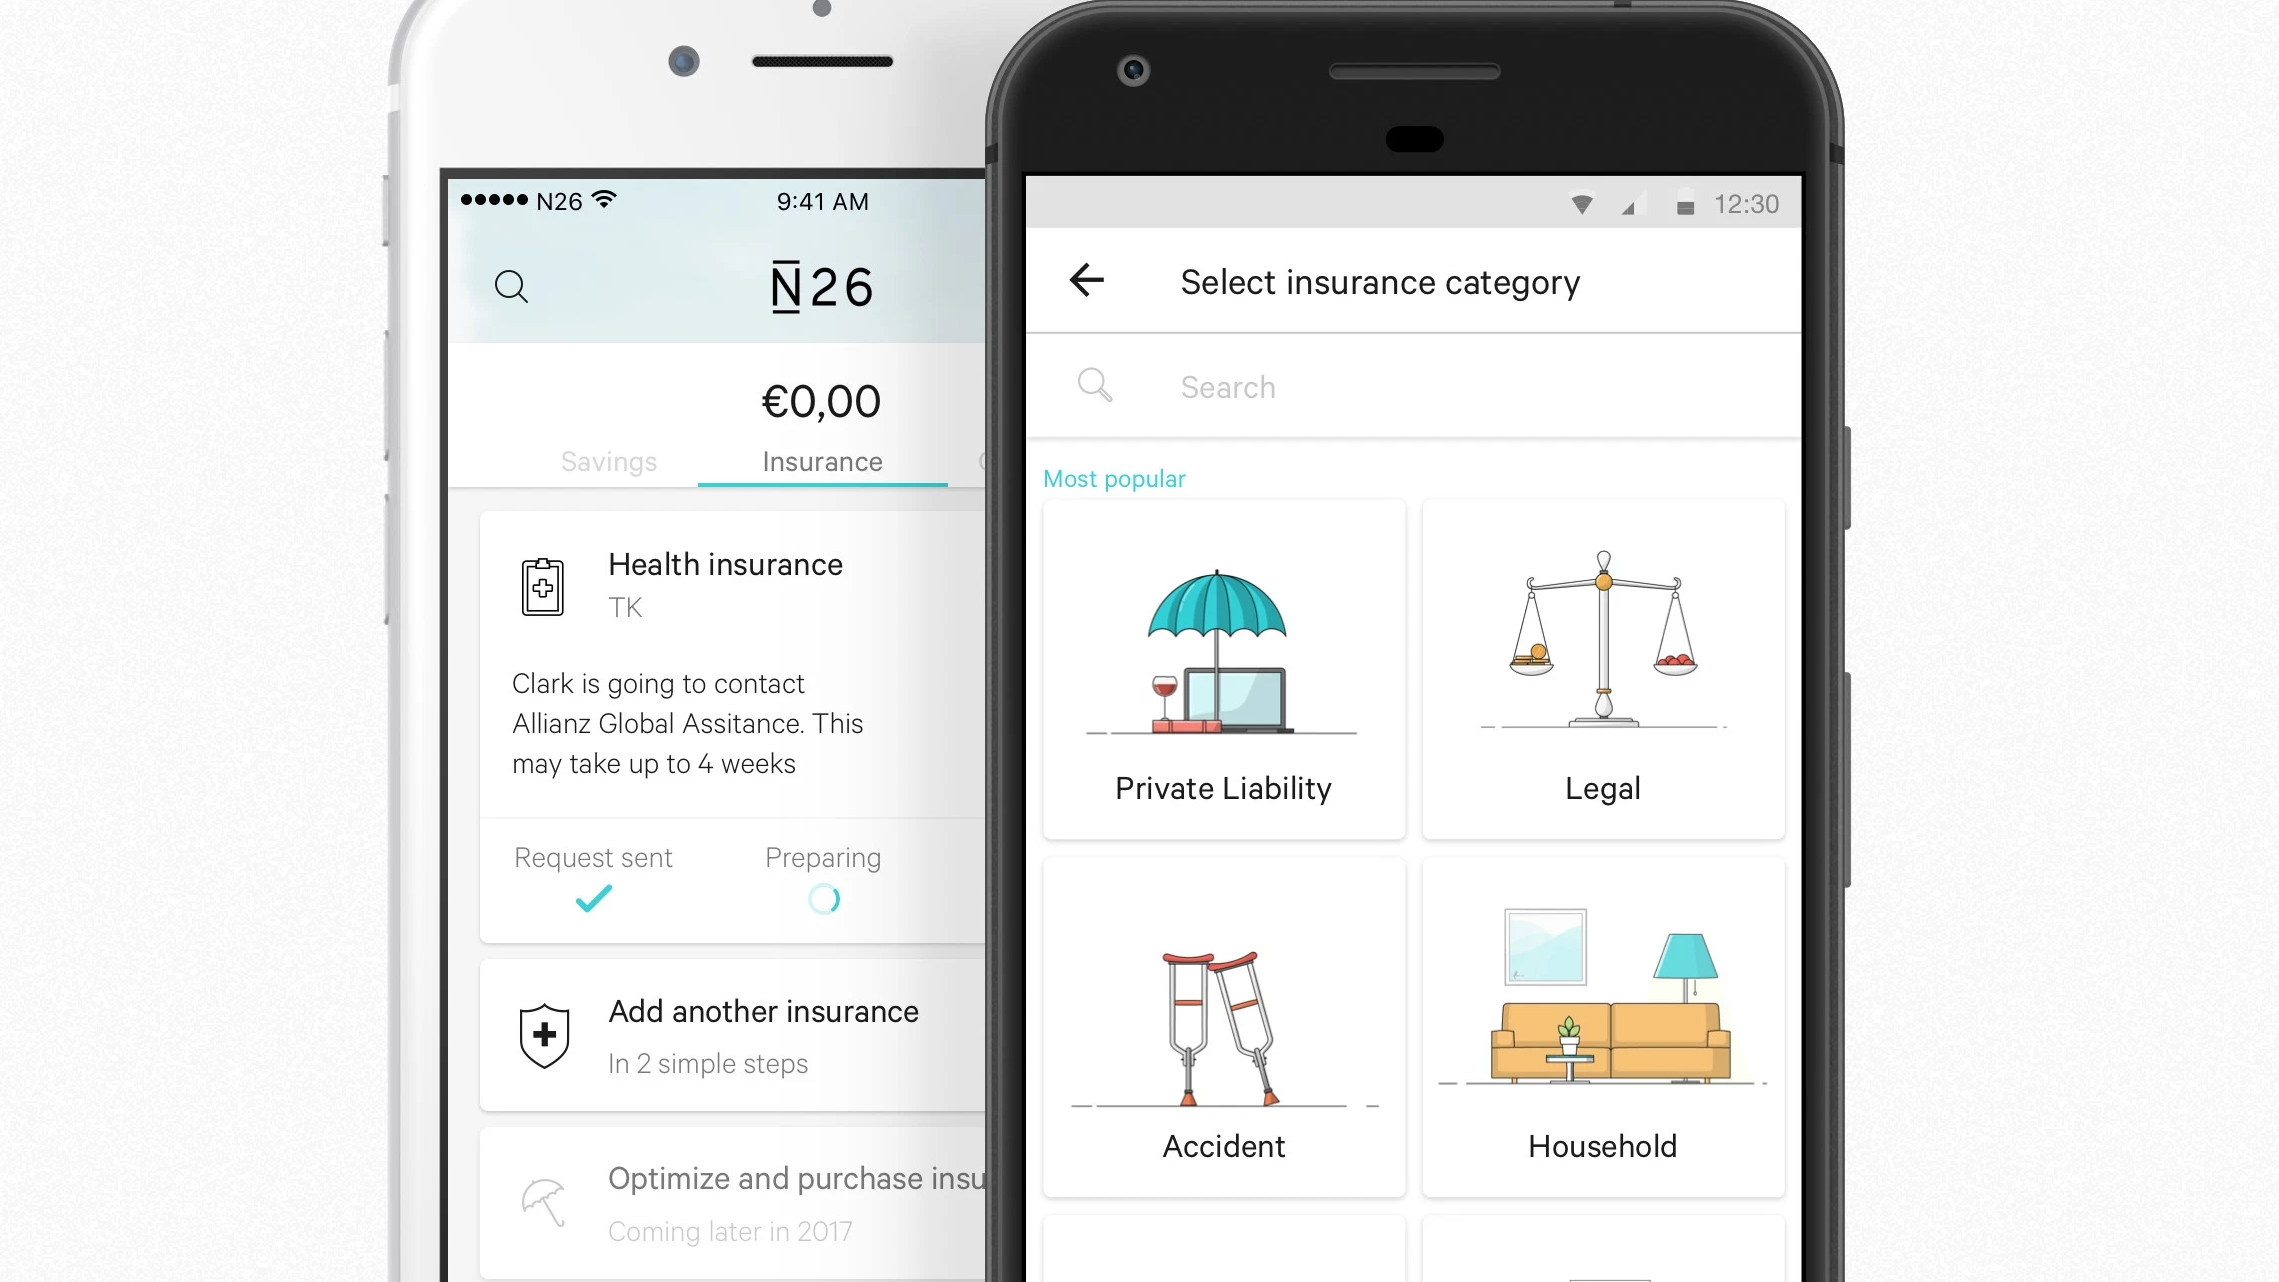 N26
9:41 AM
N26
€0,00
Savings
Insurance
Health insurance
TK
Clark is going to contact
Allianz Global Assitance. This
may take up to 4 weeks
Request sent
Preparing
Add another insurance
In 2 simple steps
Optimize and purchase insu
Coming later in 2017
12:30
Select insurance category
Search
Most popular
Private Liability
Legal
Accident
Household